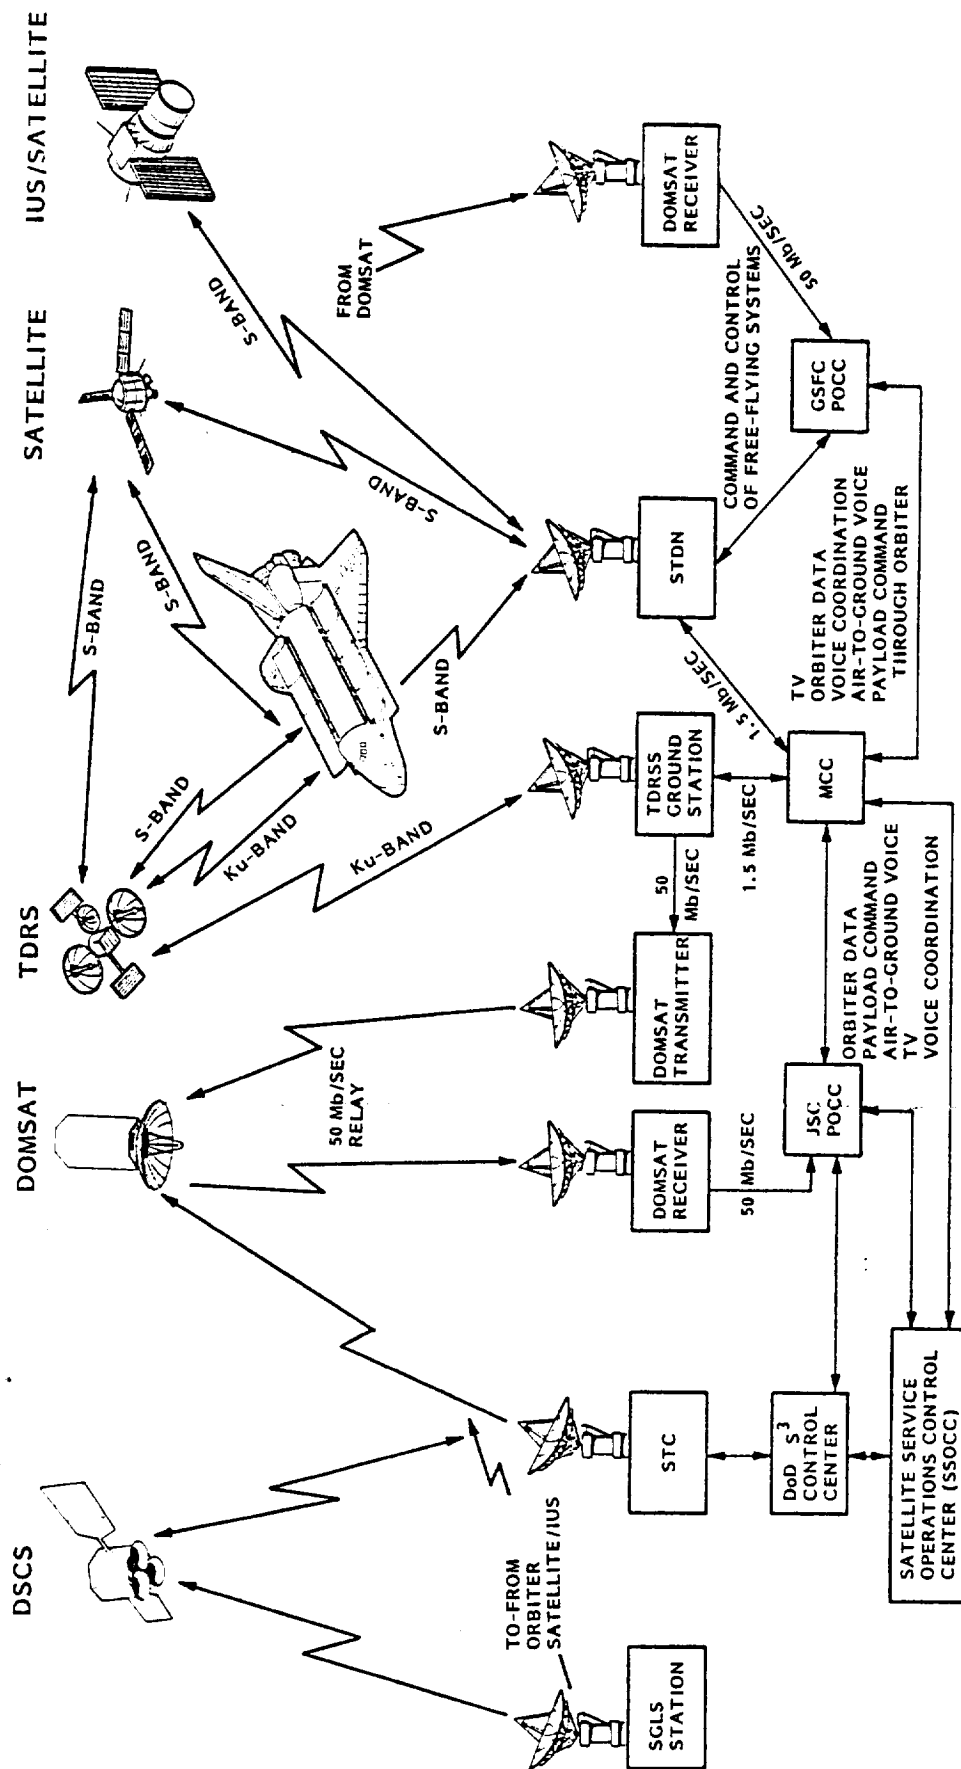 DSCS
DOMSAT
TDRS
SATELLITE
IUS/SATELLITE
S-BAND
S-BAND
S-BAND
Ku-BAND
Ku-BAND
S-BAND
S-BAND
S-BAND
50 Mb/SEC
RELAY
FROM
DOMSAT
TO-FROM
ORBITER
SATELLITE/IUS
SGLS
STATION
STC
DOMSAT
RECEIVER
DOMSAT
TRANSMITTER
50
Mb/SEC
TDRSS
GROUND
STATION
STDN
DOMSAT
RECEIVER
50 Mb/SEC
1.5 Mb/SEC
1.5 Mb/SEC
COMMAND AND CONTROL
OF FREE-FLYING SYSTEMS
50 Mb/SEC
DoD S3
CONTROL
CENTER
JSC
POCC
MCC
GSFC
POCC
ORBITER DATA
PAYLOAD COMMAND
AIR-TO-GROUND VOICE
TV
VOICE COORDINATION
TV
ORBITER DATA
VOICE COORDINATION
AIR-TO-GROUND VOICE
PAYLOAD COMMAND
THROUGH ORBITER
SATELLITE SERVICE
OPERATIONS CONTROL
CENTER (SSOCC)